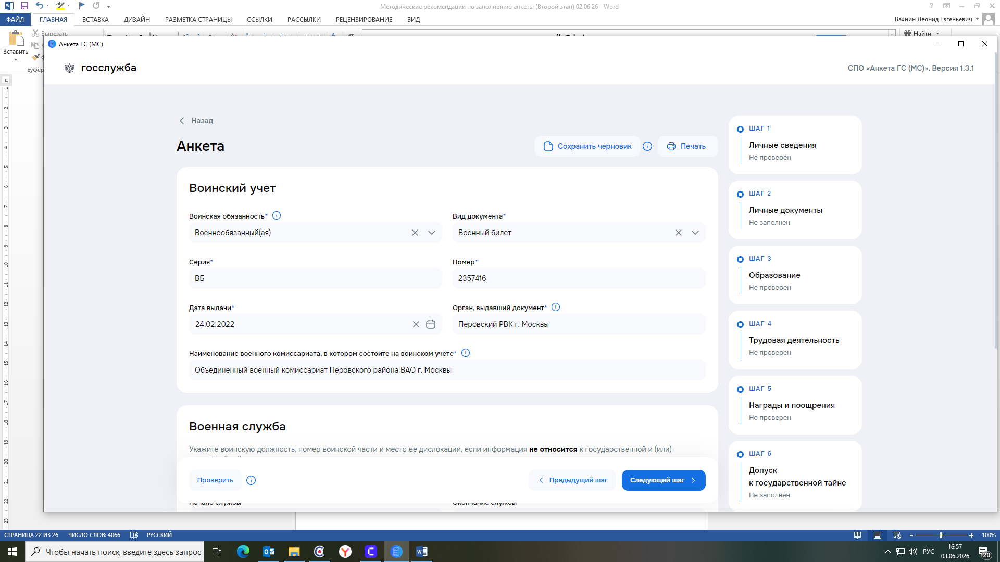 Методические рекомендации по заполнению анкеты (Второй этап) 02 06 26 - Word
ФАЙЛ ГЛАВНАЯ ВСТАВКА ДИЗАЙН РАЗМЕТКА СТРАНИЦЫ ССЫЛКИ РАССЫЛКИ РЕЦЕНЗИРОВАНИЕ ВИД
Вахнин Леонид Евгеньевич
Вырезать
Найти
Вставить
Буфер
Анкета ГС (МС)
госслужба
СПО «Анкета ГС (МС)». Версия 1.3.1
Назад
Анкета
Сохранить черновик
Печать
Воинский учет
Воинская обязанность*
Вид документа*
Военнообязанный(ая)
Военный билет
Серия*
Номер*
ВБ
2357416
Дата выдачи*
Орган, выдавший документ*
24.02.2022
Перовский РВК г. Москвы
Наименование военного комиссариата, в котором состоите на воинском учете*
Объединенный военный комиссариат Перовского района ВАО г. Москвы
Военная служба
Укажите воинскую должность, номер воинской части и место ее дислокации, если информация не относится к государственной и (или)
Проверить
Предыдущий шаг
Следующий шаг
Начало службы
Окончание службы
ШАГ 1
Личные сведения
Не проверен
ШАГ 2
Личные документы
Не заполнен
ШАГ 3
Образование
Не проверен
ШАГ 4
Трудовая деятельность
Не проверен
ШАГ 5
Награды и поощрения
Не проверен
ШАГ 6
Допуск
к государственной тайне
Не заполнен
СТРАНИЦА 22 ИЗ 26 ЧИСЛО СЛОВ: 4066 РУССКИЙ
100%
Чтобы начать поиск, введите здесь запрос
РУС
16:57
03.06.2026
20